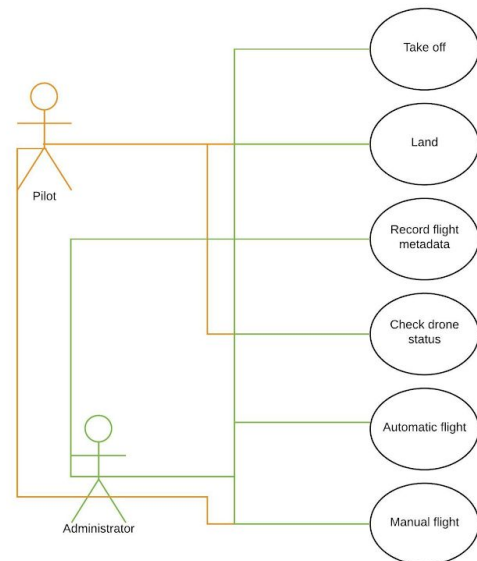 Take off
Land
Pilot
Record flight
metadata
Check drone
status
Automatic flight
Manual flight
Administrator